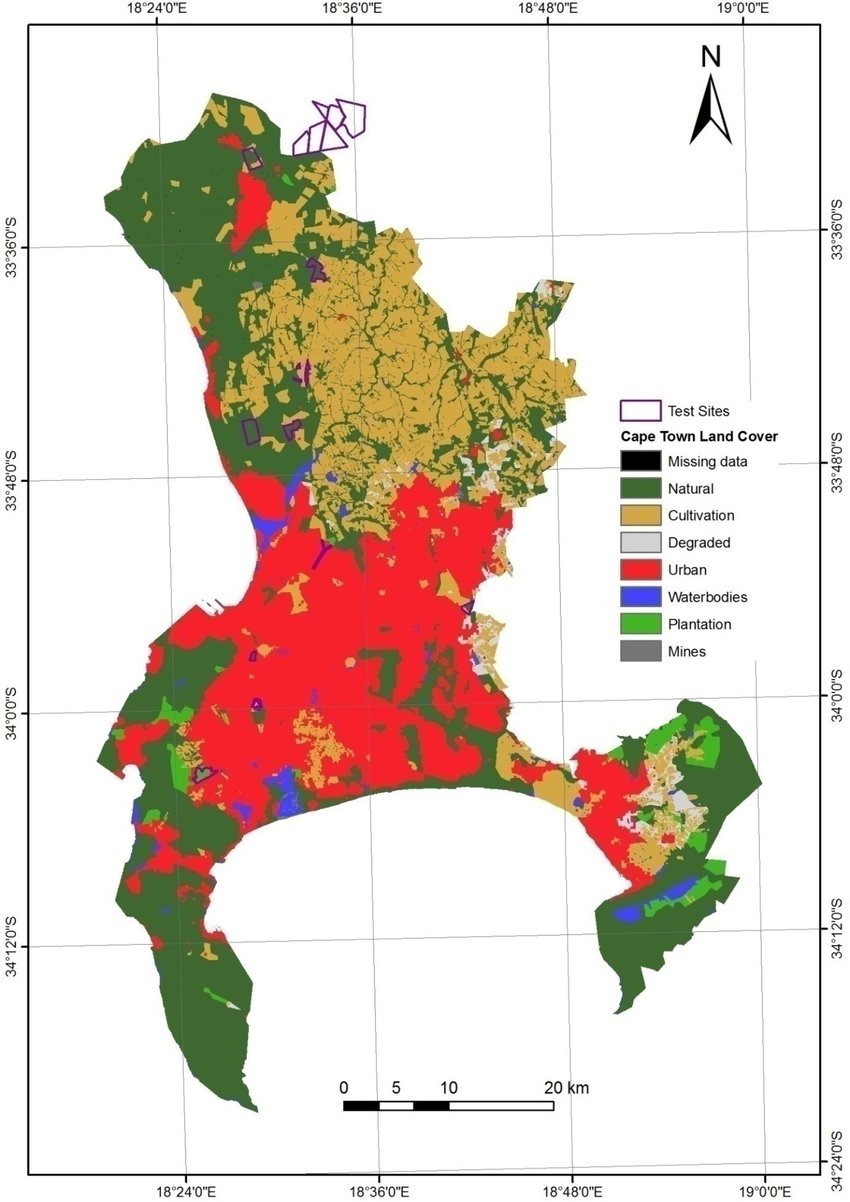 18°24'0"E 18°36'0"E 18°48'0"E 19°0'0"E
N
33°36'0"S
33°36'0"S
Test Sites
Cape Town Land Cover
Missing data
Natural
Cultivation
Degraded
Urban
Waterbodies
Plantation
Mines
33°48'0"S
33°48'0"S
34°0'0"S
34°0'0"S
34°12'0"S
34°12'0"S
0 5 10 20 km
34°24'0"S
18°24'0"E 18°36'0"E 18°48'0"E 19°0'0"E